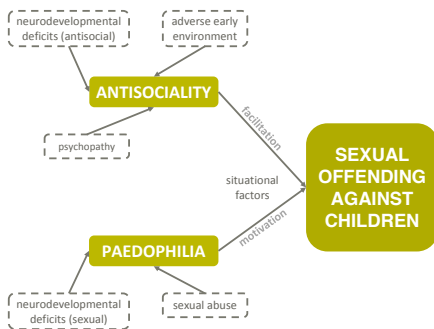 neurodevelopmental
deficits (antisocial)
adverse early
environment
ANTISOCIALITY
psychopathy
facilitation
situational
factors
motivation
SEXUAL
OFFENDING
AGAINST
CHILDREN
PAEDOPHILIA
neurodevelopmental
deficits (sexual)
sexual abuse